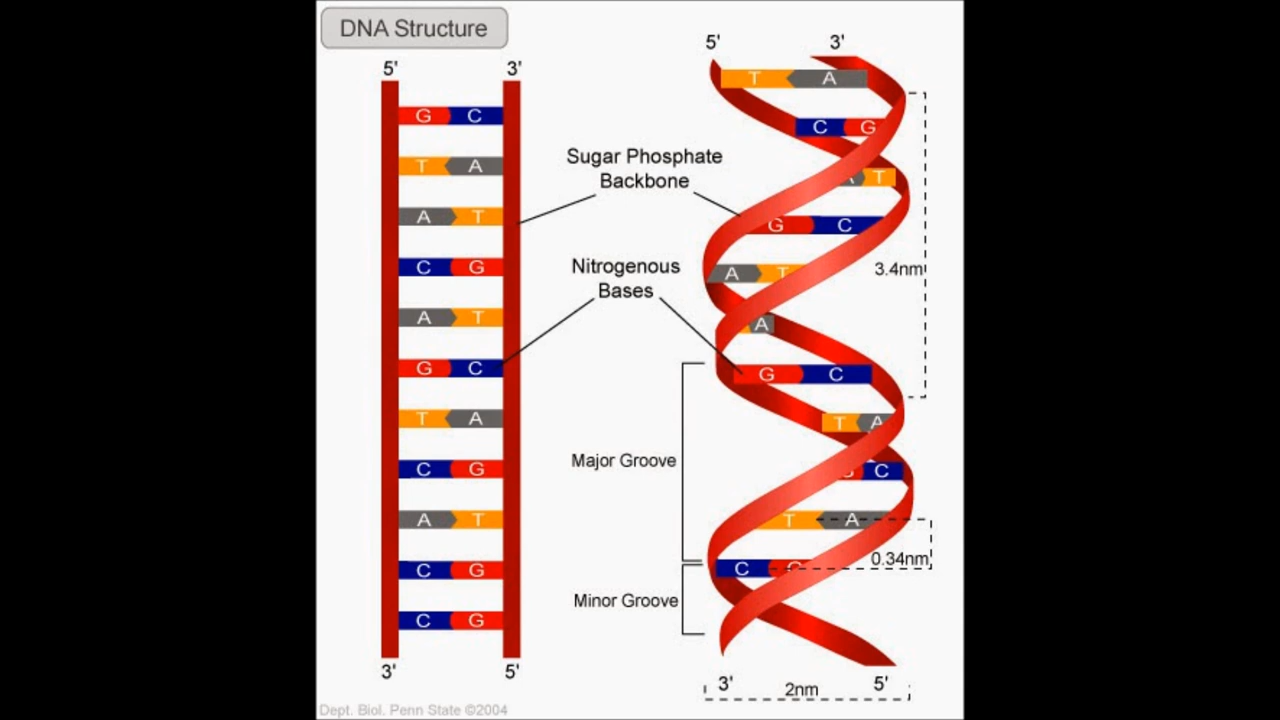 DNA Structure
5' 3'
G C
T A
A T
C G
A T
G C
T A
C G
A T
C G
C G
3' 5'
Sugar Phosphate
Backbone
Nitrogenous
Bases
Major Groove
Minor Groove
5' 3'
T A
C G
A T
G C
A T
A
G C
T A
G C
T A
C G
3.4nm
0.34nm
3' 5'
2nm
Dept. Biol. Penn State ©2004